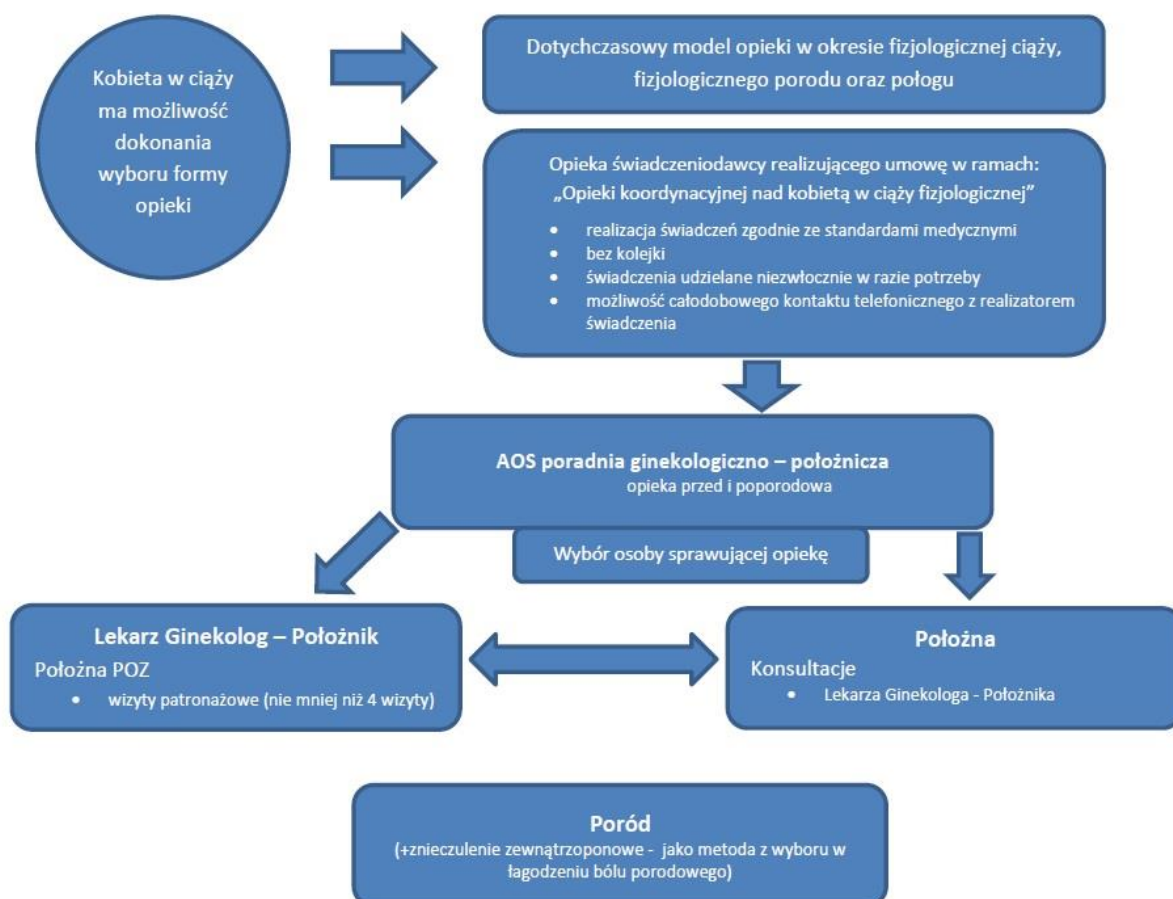 Kobieta w ciąży
ma możliwość
dokonania
wyboru formy
opieki
Dotychczasowy model opieki w okresie fizjologicznej ciąży,
fizjologicznego porodu oraz połogu
Opieka świadczeniodawcy realizującego umowę w ramach:
„Opieki koordynacyjnej nad kobietą w ciąży fizjologicznej”
• realizacja świadczeń zgodnie ze standardami medycznymi
• bez kolejki
• świadczenia udzielane niezwłocznie w razie potrzeby
• możliwość całodobowego kontaktu telefonicznego z realizatorem
świadczenia
AOS poradnia ginekologiczno – położnicza
opieka przed i poporodowa
Wybór osoby sprawującej opiekę
Lekarz Ginekolog – Położnik
Położna POZ
• wizyty patronażowe (nie mniej niż 4 wizyty)
Położna
Konsultacje
• Lekarza Ginekologa - Położnika
Poród
(+znieczulenie zewnątrzoponowe - jako metoda z wyboru w
łagodzeniu bólu porodowego)